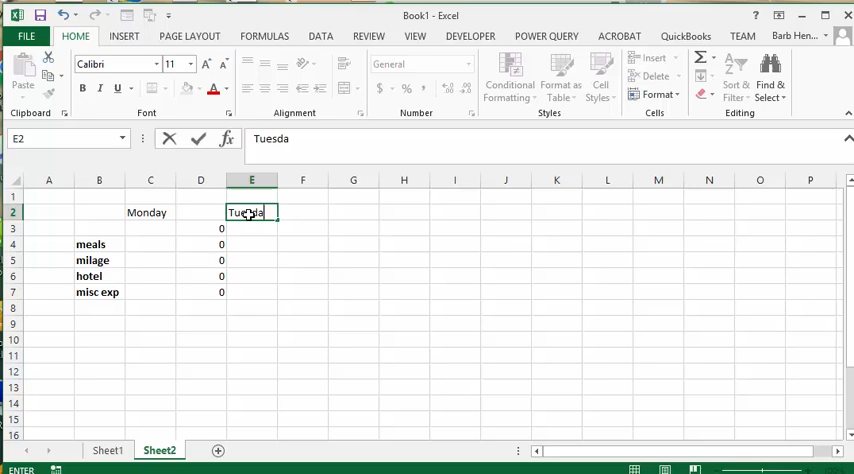 Book1 - Excel
FILE HOME INSERT PAGE LAYOUT FORMULAS DATA REVIEW VIEW DEVELOPER POWER QUERY ACROBAT QuickBooks TEAM Barb Hen...
Calibri 11 General Insert
Paste B I U A $ % , Conditional Format as Cell Delete Sort & Find &
Formatting Table Styles Format Filter Select
Clipboard Font Alignment Number Styles Cells Editing
E2 fx Tuesda
A B C D E F G H I J K L M N O P
1
2 Monday Tuesda
3 0
4 meals 0
5 milage 0
6 hotel 0
7 misc exp 0
8
9
10
11
12
13
14
15
16
Sheet1 Sheet2
ENTER